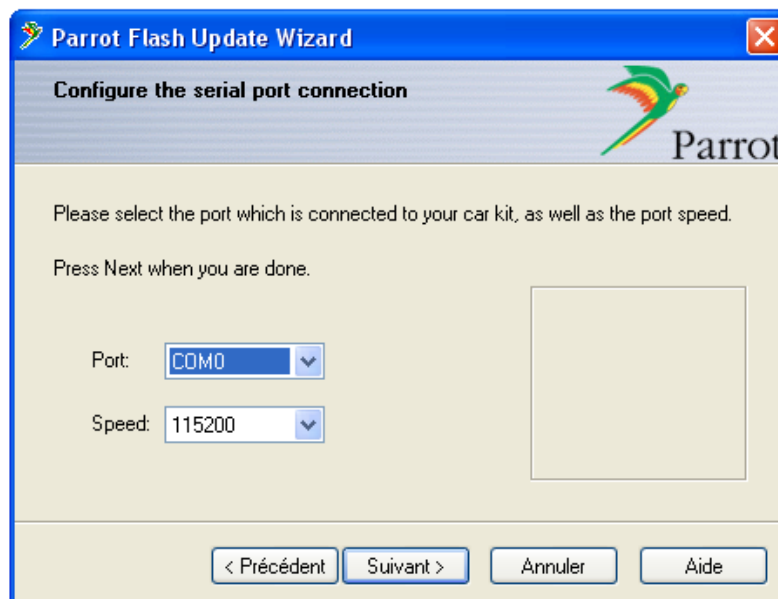 Parrot Flash Update Wizard
Configure the serial port connection
Parrot
Please select the port which is connected to your car kit, as well as the port speed.
Press Next when you are done.
Port: COM0
Speed: 115200
< Précédent Suivant > Annuler Aide